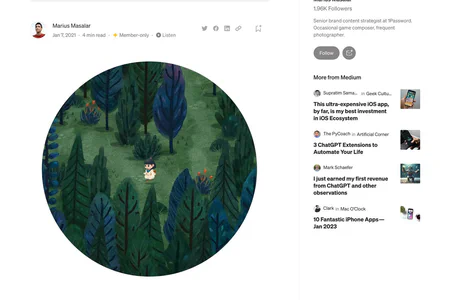 Marius Masalar
Jan 7, 2021 · 4 min read · Member-only · Listen
1.96K Followers
Senior brand content strategist at 1Password.
Occasional game composer, frequent
photographer.
Follow
More from Medium
Supratim Sama… in Geek Cultu…
This ultra-expensive iOS app,
by far, is my best investment
in iOS Ecosystem
The PyCoach in Artificial Corner
3 ChatGPT Extensions to
Automate Your Life
Mark Schaefer
I just earned my first revenue
from ChatGPT and other
observations
Clark in Mac O'Clock
10 Fantastic iPhone Apps —
Jan 2023